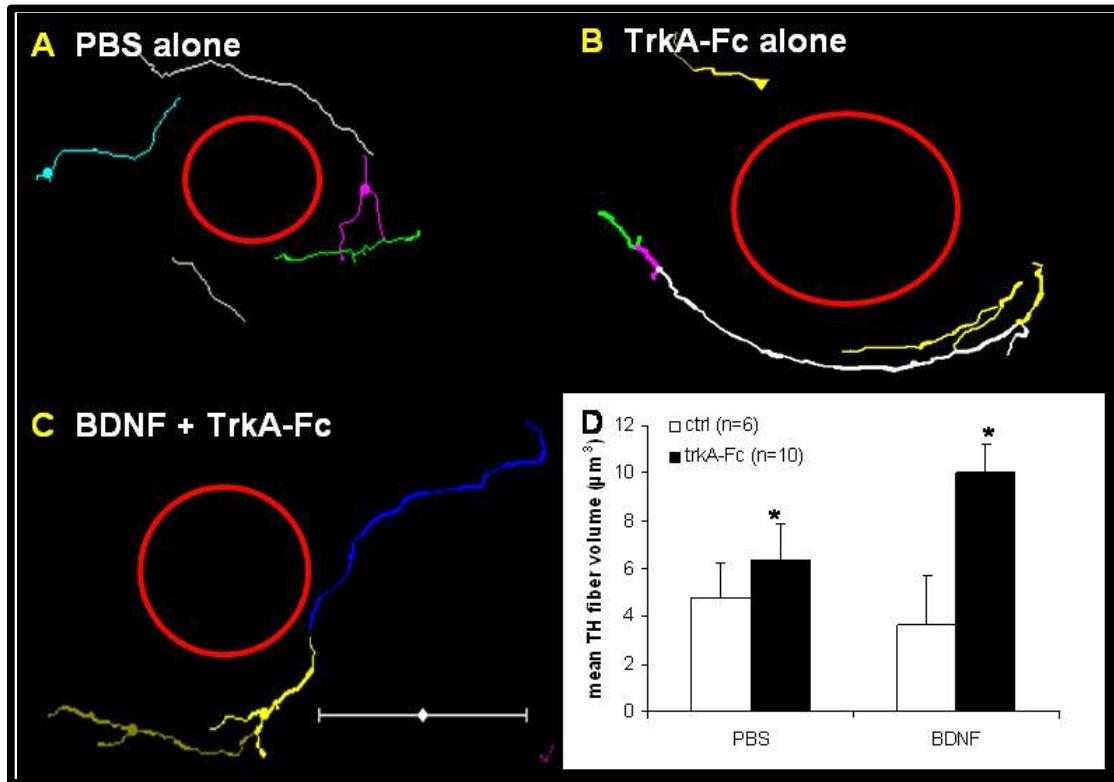 A PBS alone
B TrkA-Fc alone
C BDNF + TrkA-Fc
D
ctrl (n=6)
trkA-Fc (n=10)
mean TH fiber volume (µm³)
12
10
8
6
4
2
0
*
*
PBS
BDNF